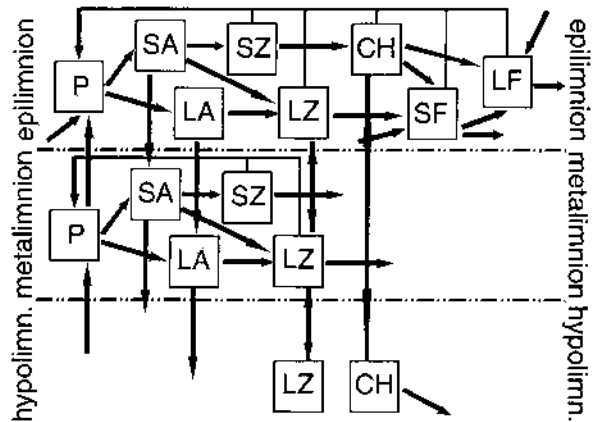 hypolimn. metalimnion epilimnion
SA
SZ
CH
LF
P
LA
LZ
SF
SA
SZ
P
LA
LZ
LZ
CH
epilimnion metalimnion hypolimn.